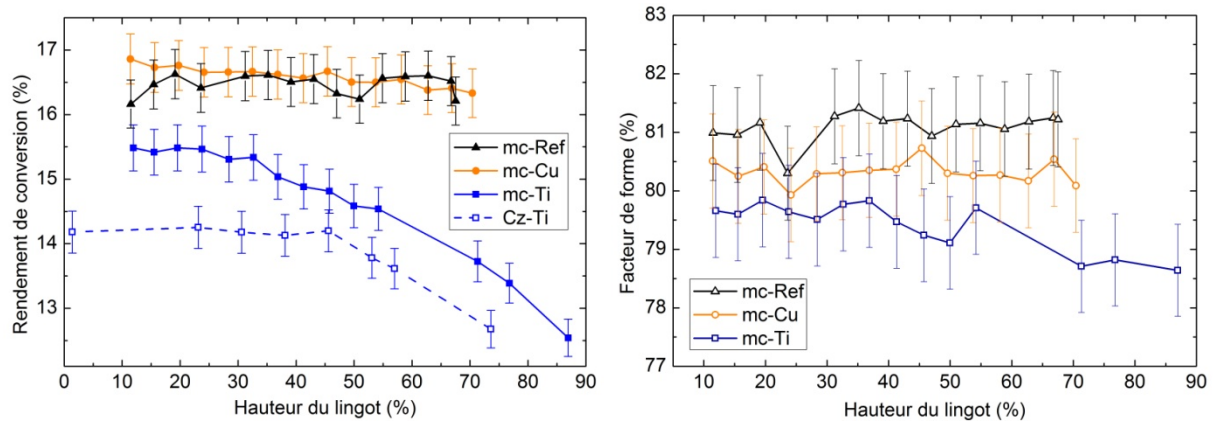 17
16
15
14
13
0
10
20
30
40
50
60
70
80
90
Rendement de conversion (%)
Hauteur du lingot (%)
mc-Ref
mc-Cu
mc-Ti
Cz-Ti
83
82
81
80
79
78
77
10
20
30
40
50
60
70
80
90
Facteur de forme (%)
Hauteur du lingot (%)
mc-Ref
mc-Cu
mc-Ti